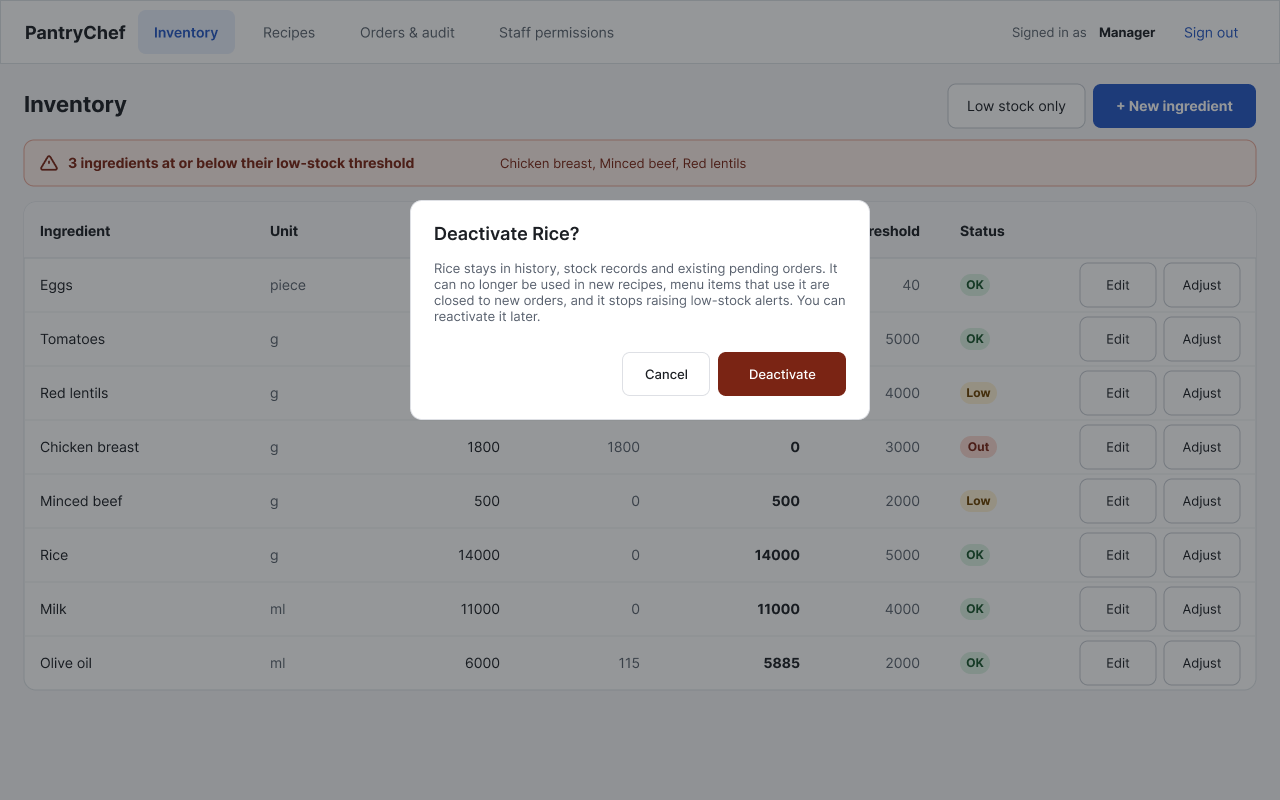 PantryChef Inventory Recipes Orders & audit Staff permissions Signed in as Manager Sign out
Inventory Low stock only + New ingredient
3 ingredients at or below their low-stock threshold Chicken breast, Minced beef, Red lentils
Ingredient Unit Status
Deactivate Rice?
Rice stays in history, stock records and existing pending orders. It
can no longer be used in new recipes, menu items that use it are
closed to new orders, and it stops raising low-stock alerts. You can
reactivate it later.
Cancel Deactivate
Eggs piece 40 OK Edit Adjust
Tomatoes g 5000 OK Edit Adjust
Red lentils g 4000 Low Edit Adjust
Chicken breast g 1800 1800 0 3000 Out Edit Adjust
Minced beef g 500 0 500 2000 Low Edit Adjust
Rice g 14000 0 14000 5000 OK Edit Adjust
Milk ml 11000 0 11000 4000 OK Edit Adjust
Olive oil ml 6000 115 5885 2000 OK Edit Adjust